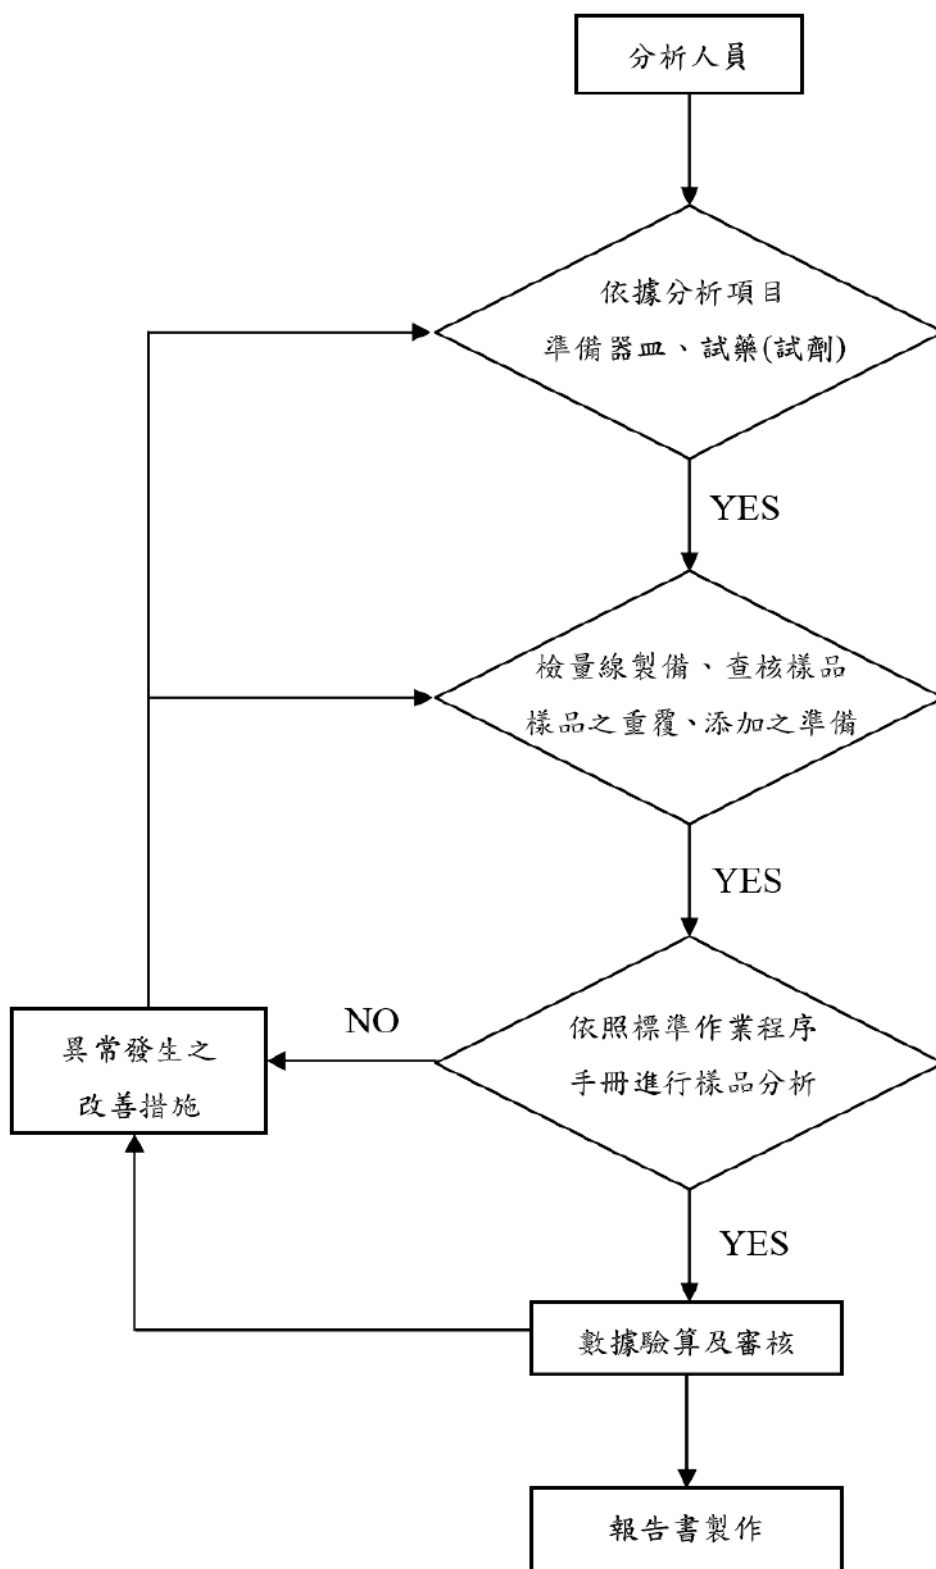 分析人員
依據分析項目
準備器皿、試藥(試劑)
YES
檢量線製備、查核樣品
樣品之重覆、添加之準備
YES
依照標準作業程序
手冊進行樣品分析
NO
異常發生之
改善措施
YES
數據驗算及審核
報告書製作